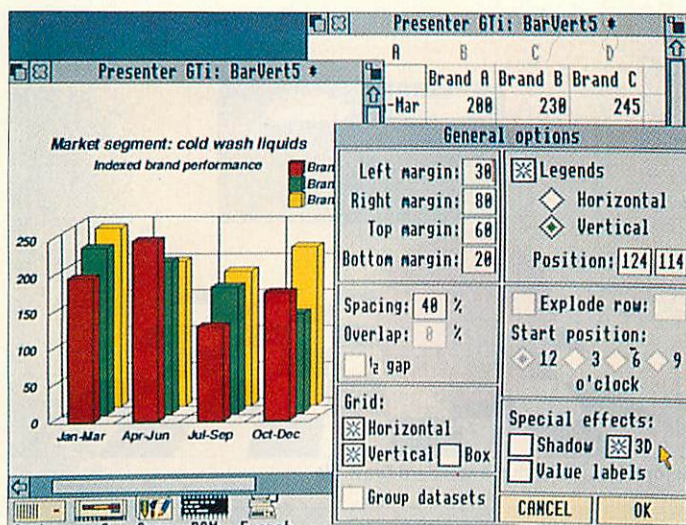 Presenter GTi: BarVert5 *
A B C D
Brand A Brand B Brand C
-Mar 200 230 245
Presenter GTi: BarVert5 *
Market segment: cold wash liquids
Indexed brand performance
Bran
Bran
Bran
250
200
150
100
50
0
Jan-Mar Apr-Jun Jul-Sep Oct-Dec
General options
Left margin: 30
Right margin: 80
Top margin: 60
Bottom margin: 20
Legends
Horizontal
Vertical
Position: 124 114
Spacing: 40 %
Overlap: 0 %
½ gap
Explode row:
Start position:
12 3 6 9
o'clock
Grid:
Horizontal
Vertical Box
Group datasets
Special effects:
Shadow 3D
Value labels
CANCEL OK